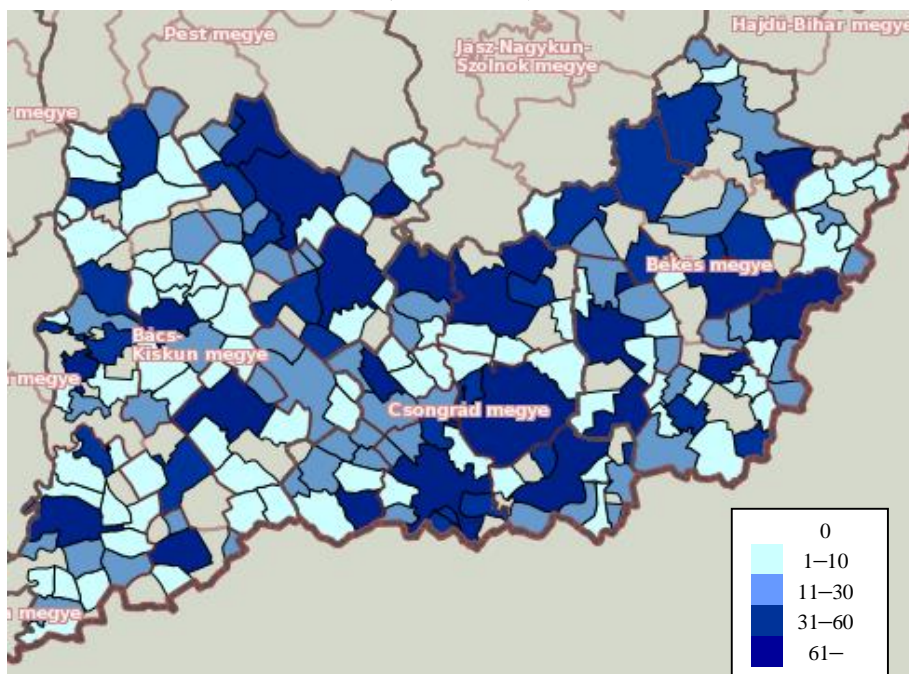 Hajdú-Bihar megye
Pest megye
Jász-Nagykun-
Szolnok megye
megye
Békés megye
Bács-
Kiskun megye
megye
Csongrád megye
megye
0
1–10
11–30
31–60
61–